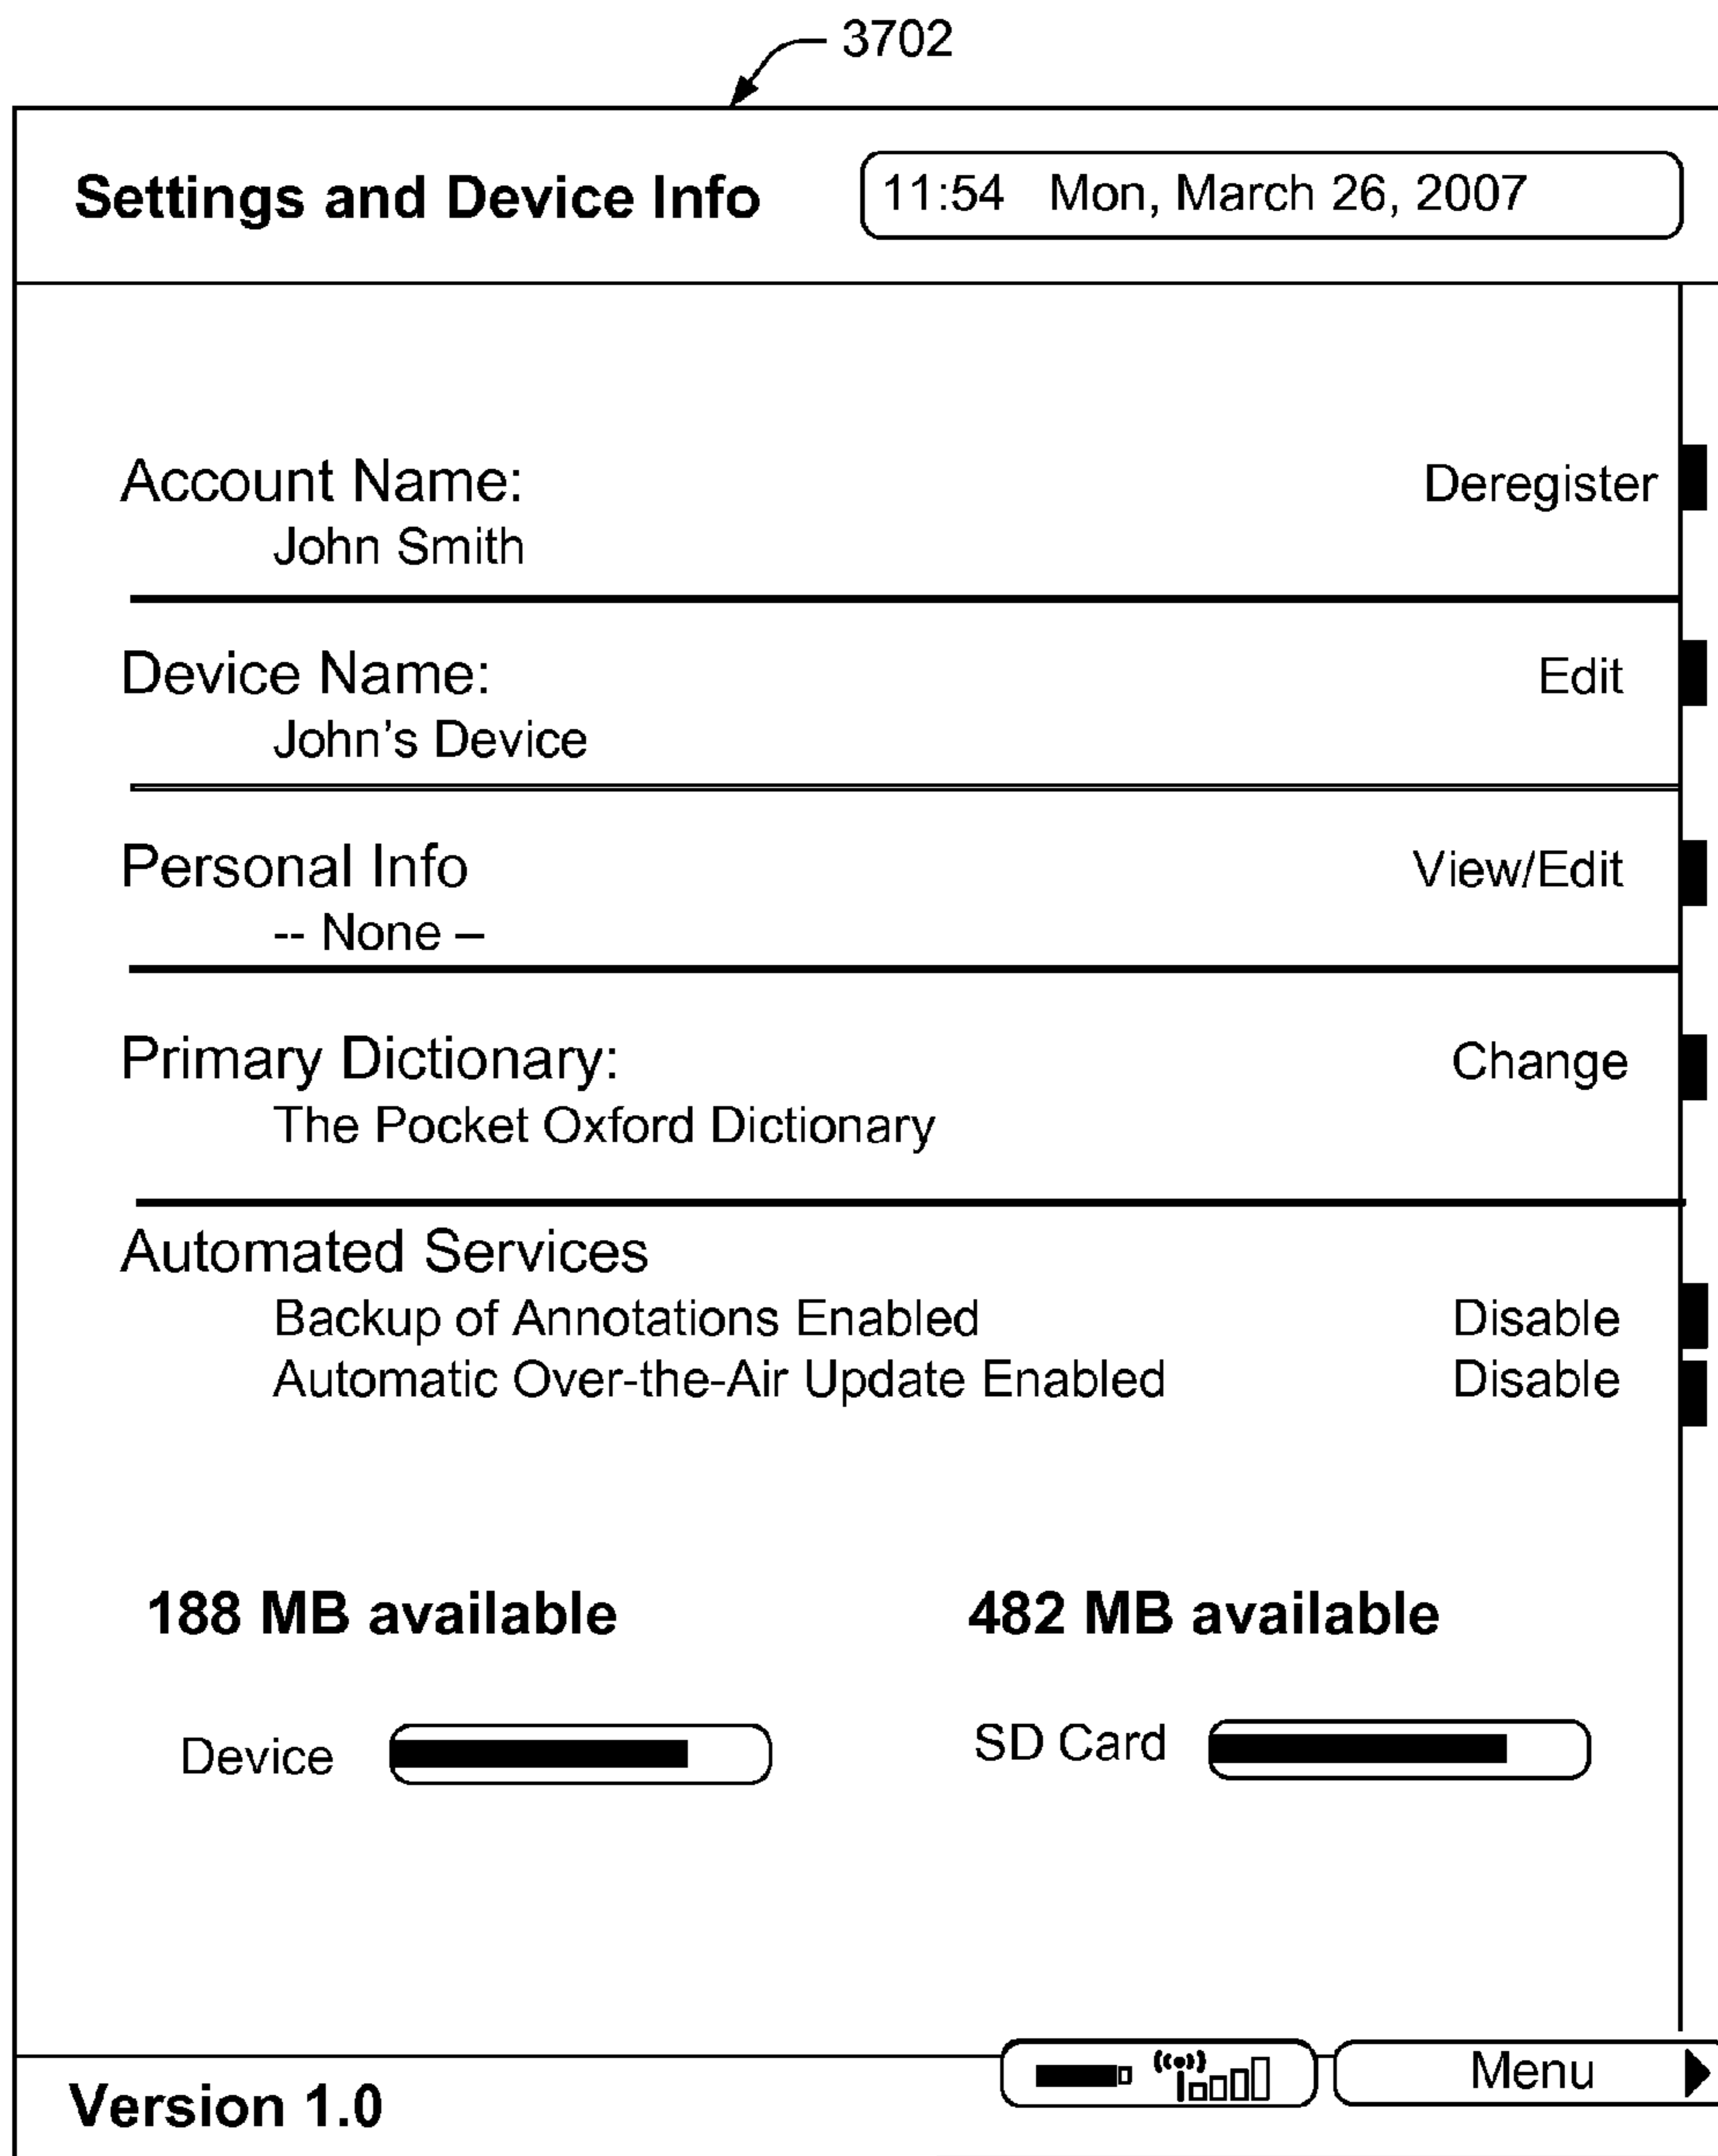 3702
Settings and Device Info 11:54 Mon, March 26, 2007
Account Name: Deregister
John Smith
Device Name: Edit
John's Device
Personal Info View/Edit
-- None –
Primary Dictionary: Change
The Pocket Oxford Dictionary
Automated Services
Backup of Annotations Enabled Disable
Automatic Over-the-Air Update Enabled Disable
188 MB available 482 MB available
Device SD Card
Menu
Version 1.0